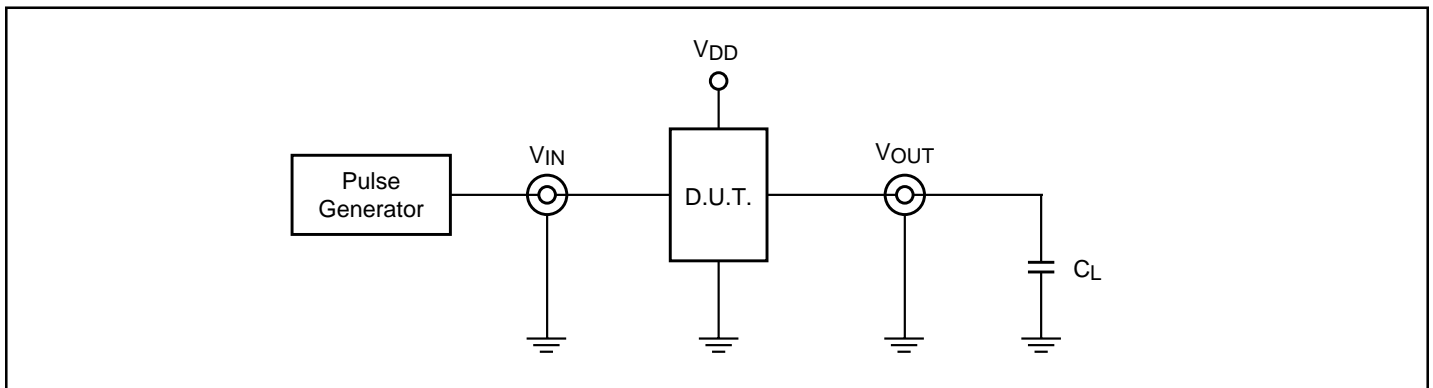 VDD
Pulse
Generator
VIN
D.U.T.
VOUT
CL